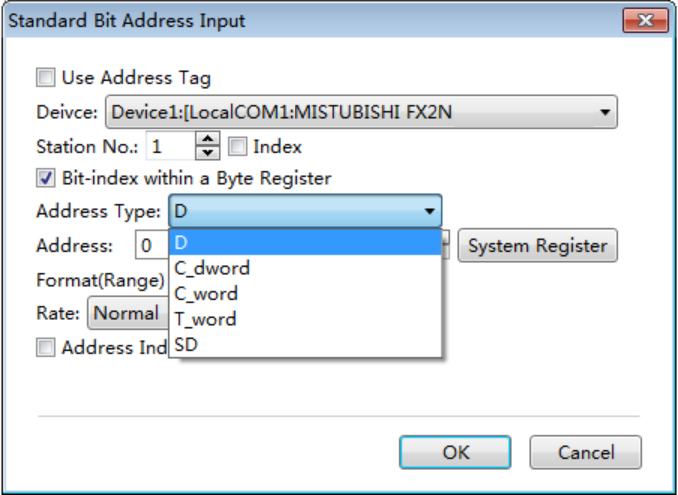 Standard Bit Address Input
Use Address Tag
Deivce: Device1:[LocalCOM1:MISTUBISHI FX2N
Station No.: 1 Index
Bit-index within a Byte Register
Address Type: D
Address: 0 D System Register
C_dword
Format(Range)
C_word
Rate: Normal T_word
Address Ind SD
OK Cancel